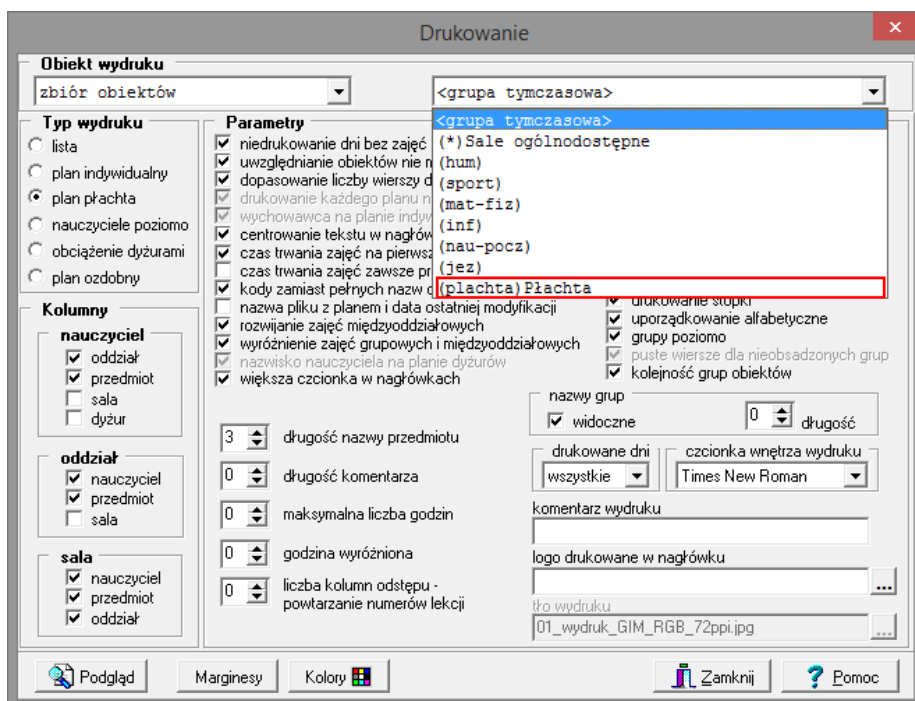 Drukowanie
Obiekt wydruku
zbiór obiektów
<grupa tymczasowa>
<grupa tymczasowa>
(*)Sale ogólnodostępne
(hum)
(sport)
(mat-fiz)
(inf)
(nau-pocz)
(jez)
(plachta)Płachta
Typ wydruku
lista
plan indywidualny
plan płachta
nauczyciele poziomo
obciążenie dyżurami
plan ozdobny
Kolumny
nauczyciel
oddział
przedmiot
sala
dyżur
oddział
nauczyciel
przedmiot
sala
sala
nauczyciel
przedmiot
oddział
Parametry
niedrukowanie dni bez zajęć
uwzględnianie obiektów nie
dopasowanie liczby wierszy
drukowanie każdego planu
wychowawca na planie
centrowanie tekstu w
czas trwania zajęć na
czas trwania zajęć zawsze
kody zamiast pełnych nazw
nazwa pliku z planem i data ostatniej modyfikacji
rozwijanie zajęć międzyoddziałowych
wyróżnienie zajęć grupowych i międzyoddziałowych
nazwisko nauczyciela na planie dyżurów
większa czcionka w nagłówkach
drukowanie stopki
uporządkowanie alfabetyczne
grupy poziomo
puste wiersze dla nieobsadzonych grup
kolejność grup obiektów
3 długość nazwy przedmiotu
0 długość komentarza
0 maksymalna liczba godzin
0 godzina wyróżniona
0 liczba kolumn odstępu -
powtarzanie numerów lekcji
nazwy grup
widoczne
0 długość
drukowane dni
wszystkie
czcionka wnętrza wydruku
Times New Roman
komentarz wydruku
logo drukowane w nagłówku
...
tło wydruku
01_wydruk_GIM_RGB_72ppi.jpg
...
Podgląd
Marginesy
Kolory
Zamknij
? Pomoc